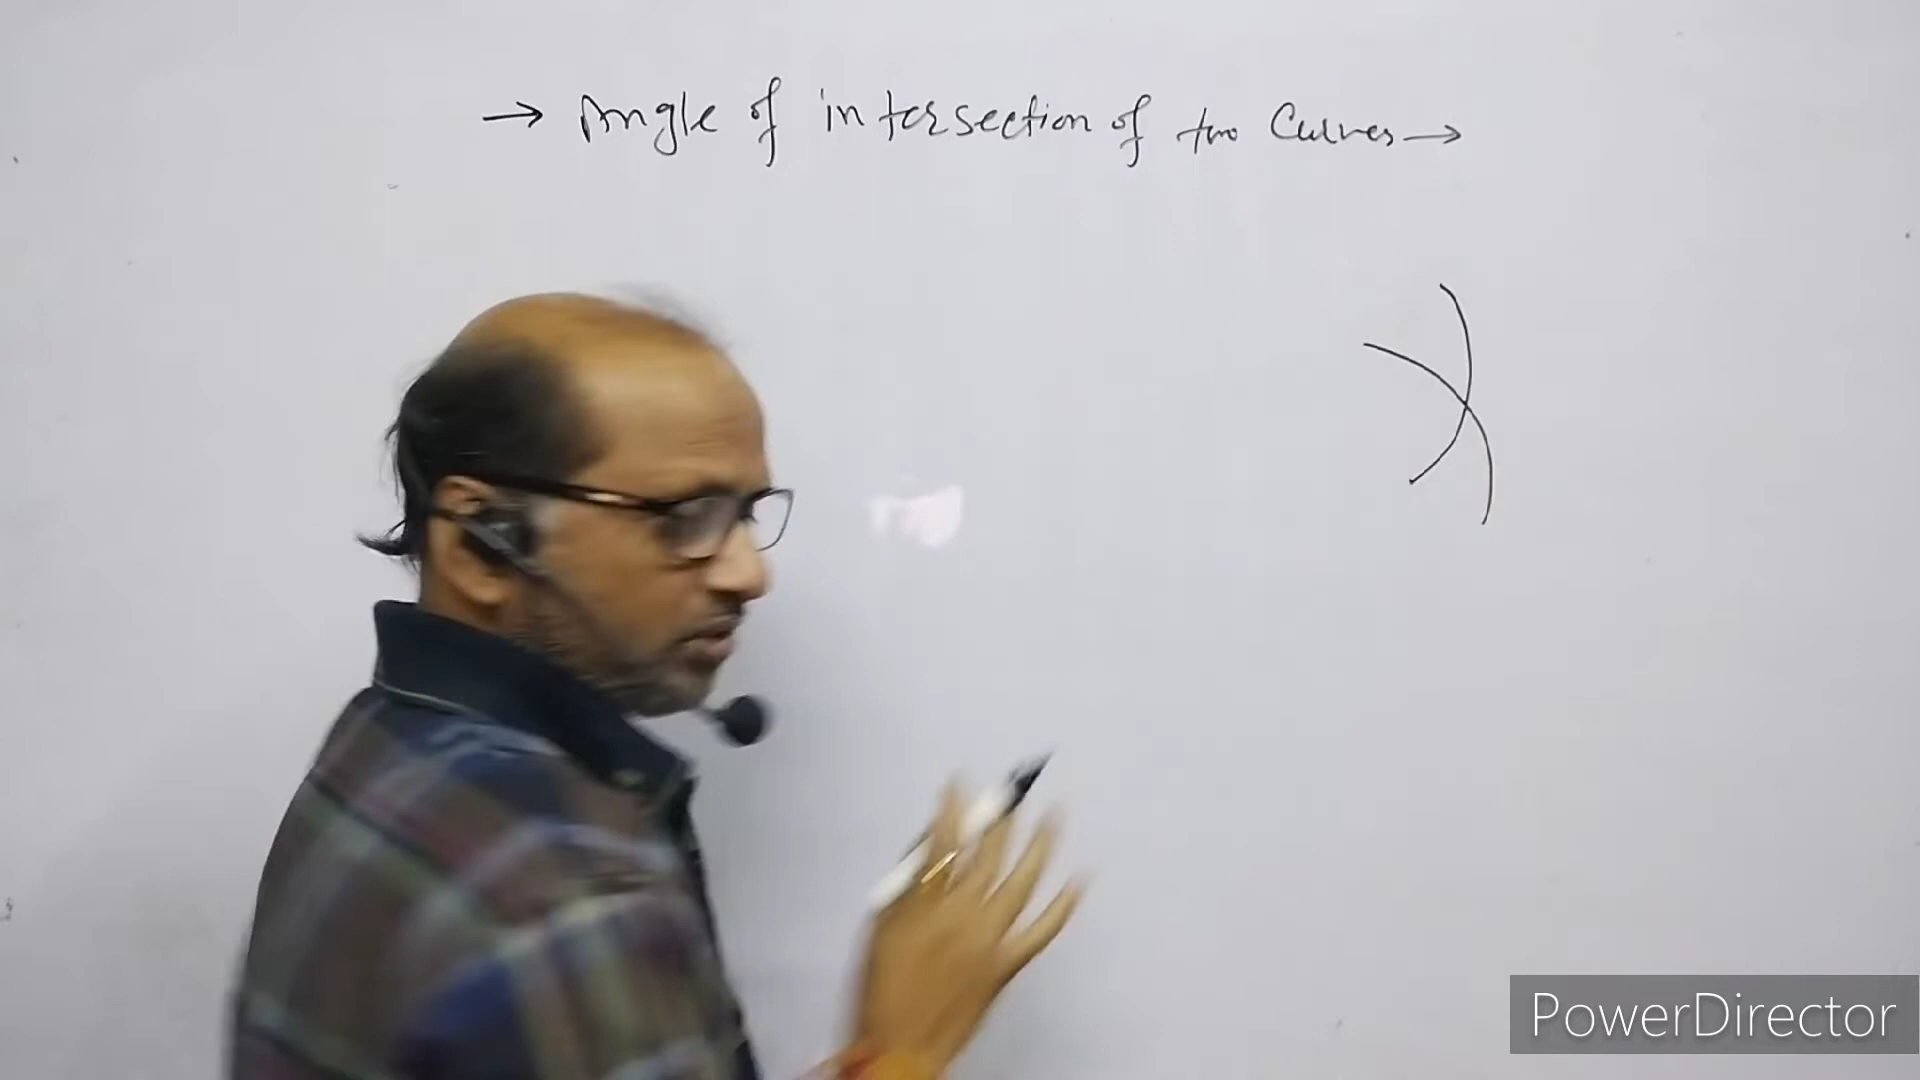 → Angle of intersection of two Curves →
PowerDirector